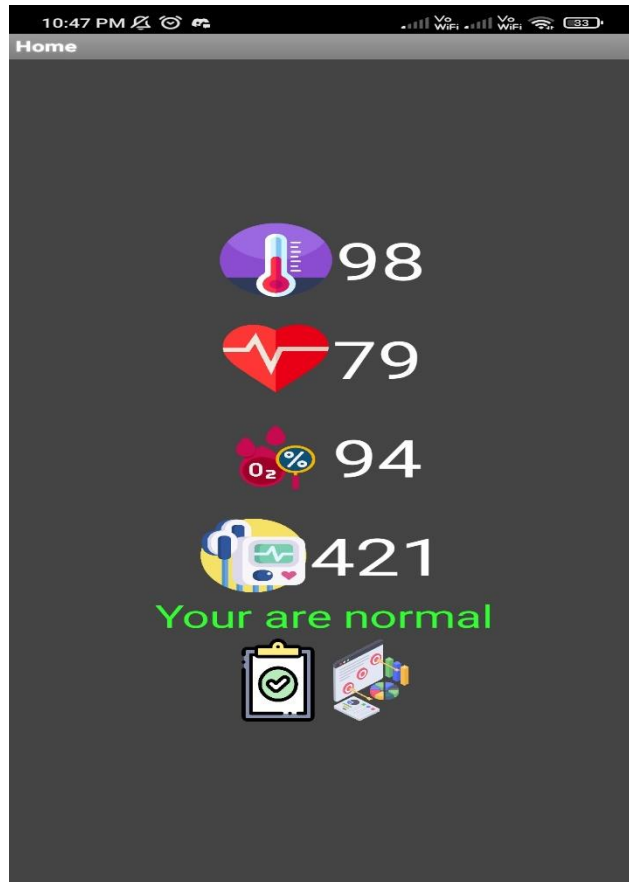 10:47 PM Vo WiFi Vo WiFi 33
Home
98
79
O₂ % 94
421
Your are normal